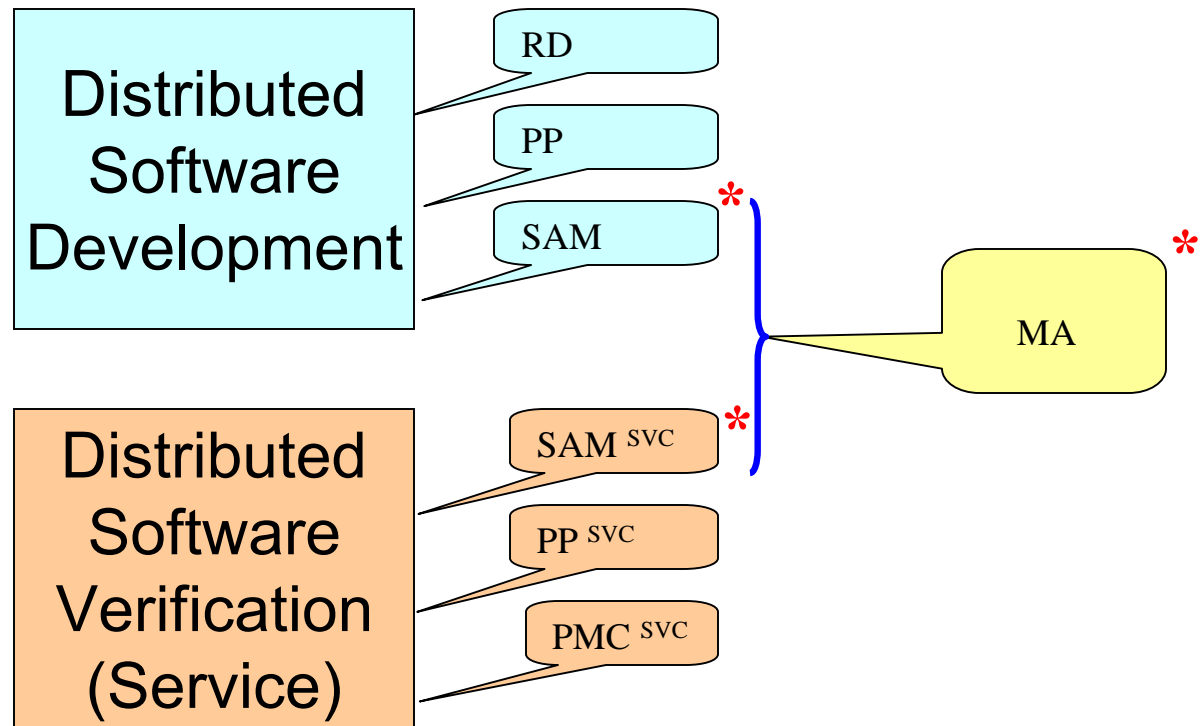 Distributed
Software
Development
RD
PP
SAM
*
MA
*
Distributed
Software
Verification
(Service)
SAM SVC
*
PP SVC
PMC SVC